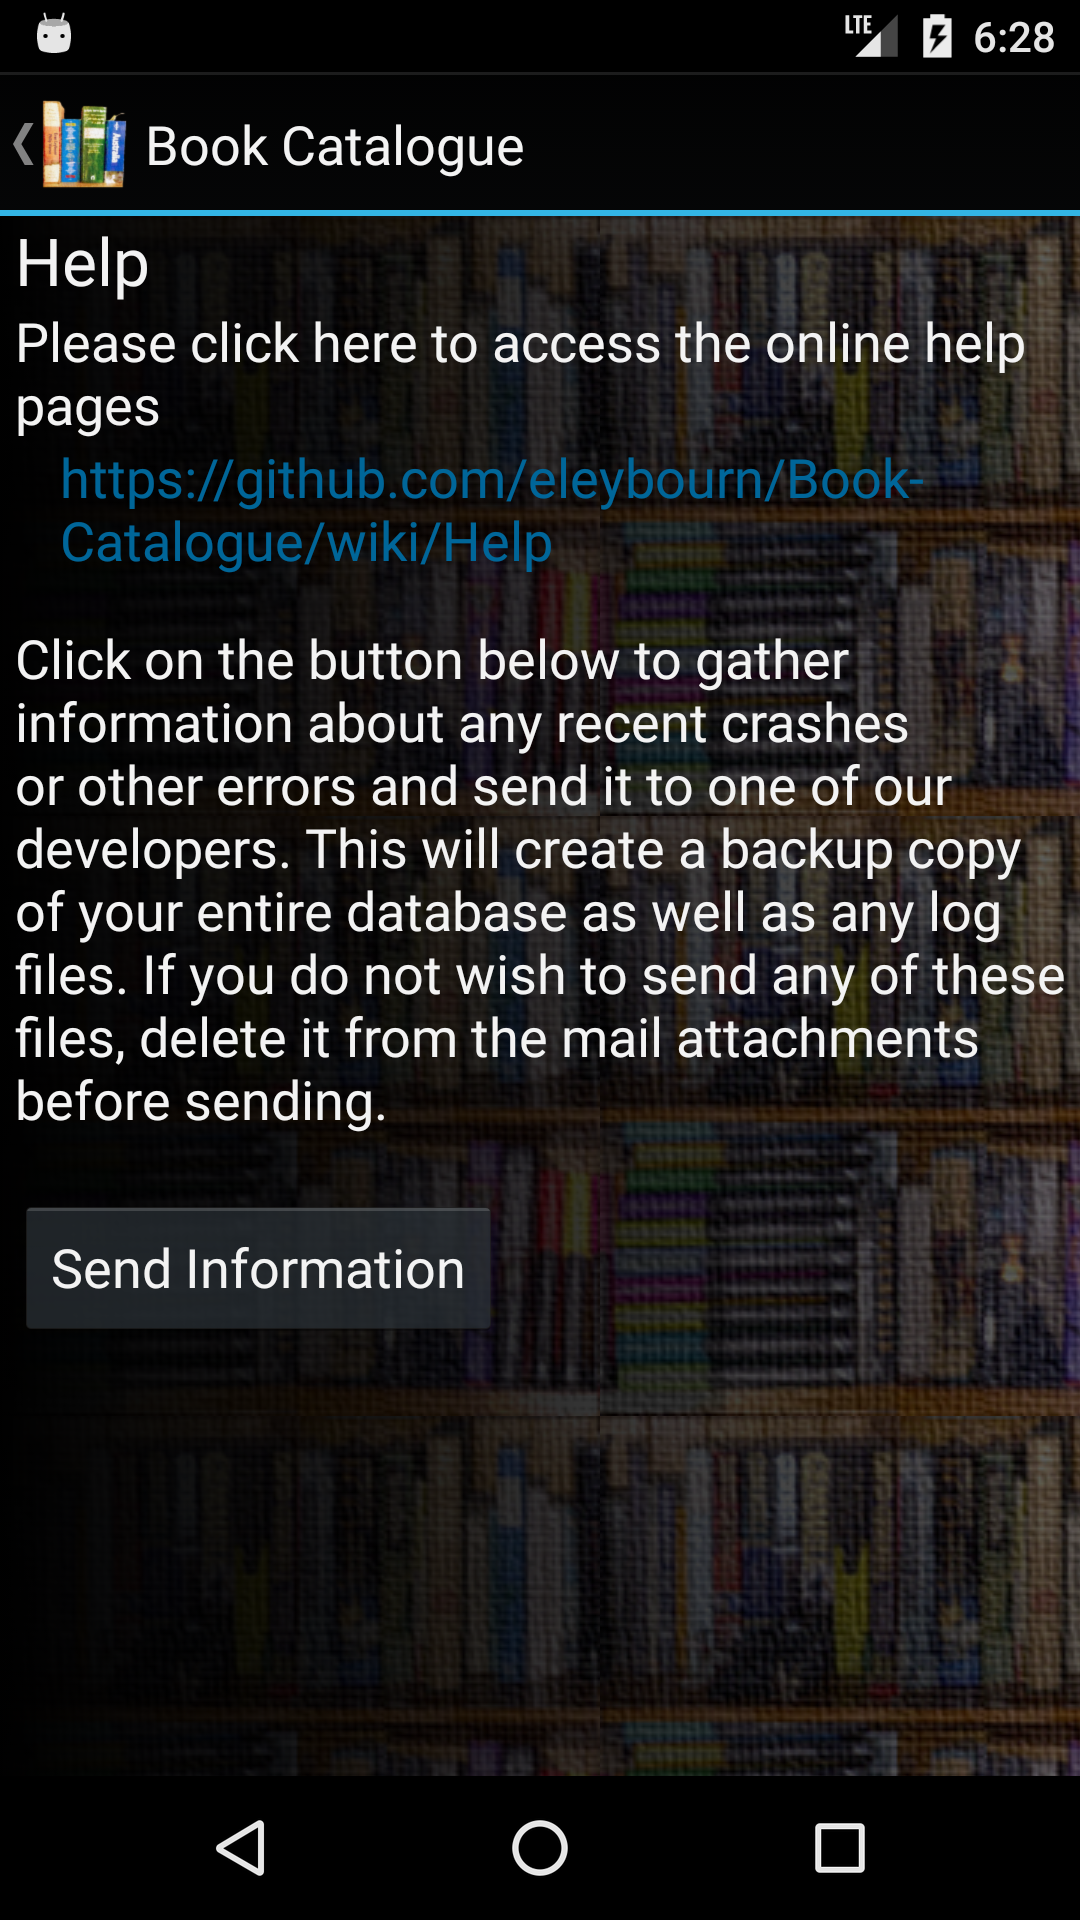 LTE 6:28
Book Catalogue
Help
Please click here to access the online help
pages
https://github.com/eleybourn/Book-
Catalogue/wiki/Help
Click on the button below to gather
information about any recent crashes
or other errors and send it to one of our
developers. This will create a backup copy
of your entire database as well as any log
files. If you do not wish to send any of these
files, delete it from the mail attachments
before sending.
Send Information